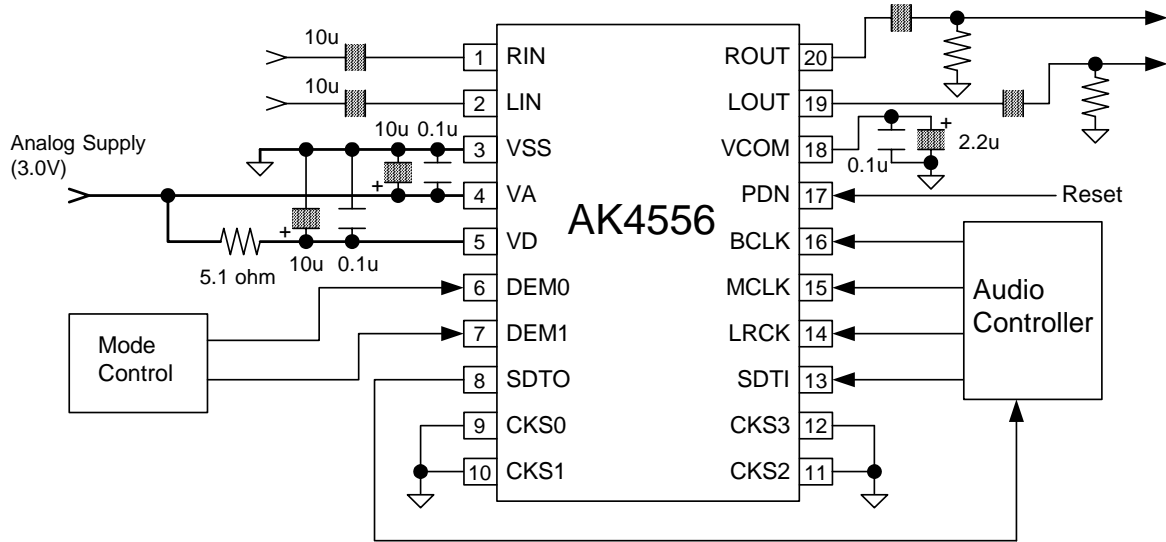 10u
1 RIN
ROUT 20
10u
2 LIN
LOUT 19
Analog Supply
(3.0V)
10u 0.1u
3 VSS
VCOM 18
+
2.2u
0.1u
+
4 VA
PDN 17
Reset
AK4556
+
5 VD
BCLK 16
5.1 ohm
10u 0.1u
6 DEM0
MCLK 15
Audio
Controller
Mode
Control
7 DEM1
LRCK 14
8 SDTO
SDTI 13
9 CKS0
CKS3 12
10 CKS1
CKS2 11